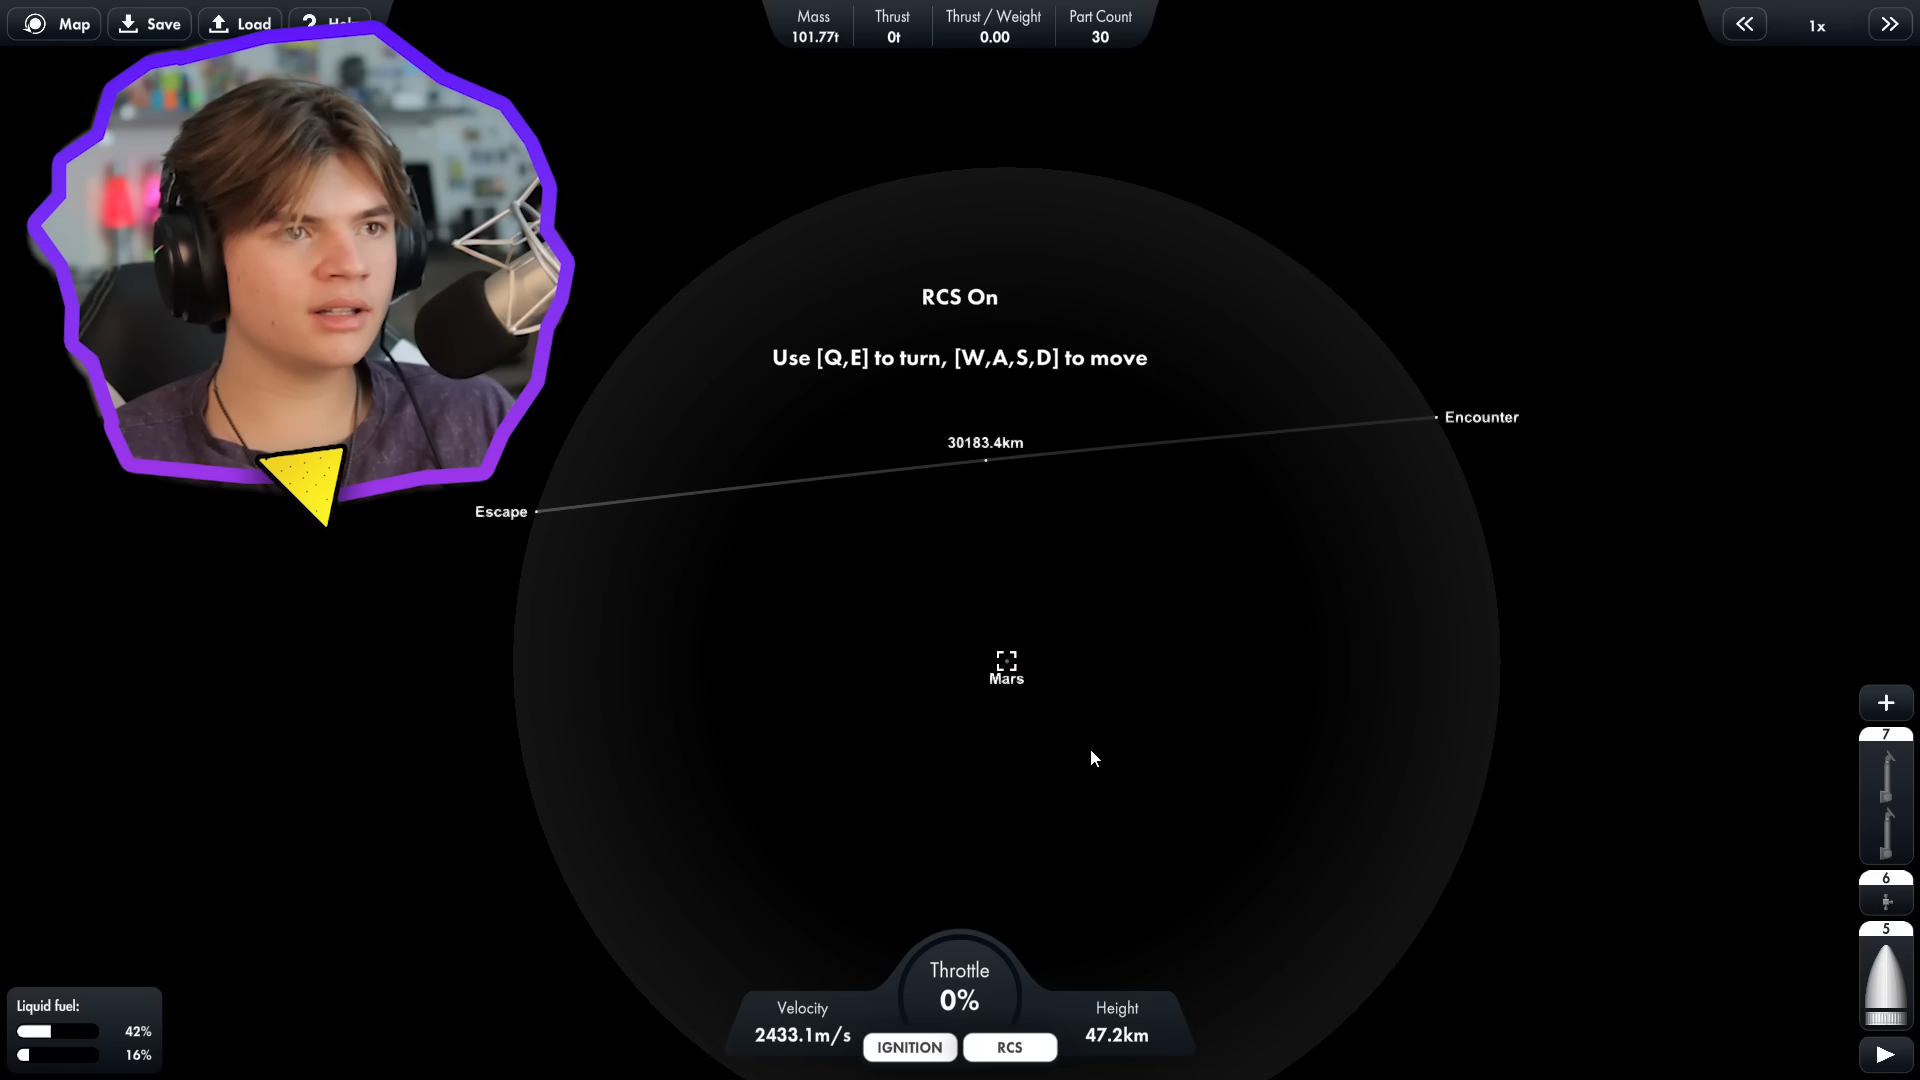 Map
Save
Load
Help
Mass
101.77t
Thrust
0t
Thrust / Weight
0.00
Part Count
30
1x
RCS On
Use [Q,E] to turn, [W,A,S,D] to move
Encounter
30183.4km
Escape
Mars
7
6
5
Liquid fuel:
42%
16%
Throttle
0%
Velocity
2433.1m/s
Height
47.2km
IGNITION
RCS